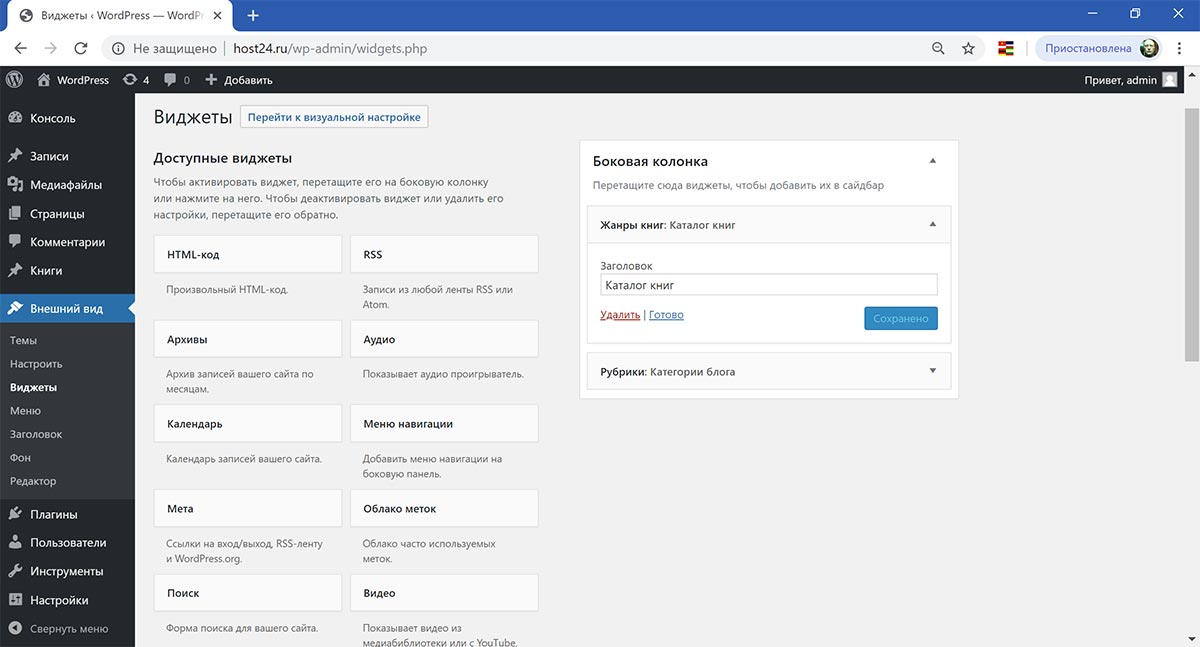 Виджеты ‹ WordPress — WordPr
Не защищено | host24.ru/wp-admin/widgets.php
Приостановлена
WordPress 4 0 Добавить
Привет, admin
Консоль
Записи
Медиафайлы
Страницы
Комментарии
Книги
Внешний вид
Темы
Настроить
Виджеты
Меню
Заголовок
Фон
Редактор
Плагины
Пользователи
Инструменты
Настройки
Свернуть меню
Виджеты
Перейти к визуальной настройке
Доступные виджеты
Чтобы активировать виджет, перетащите его на боковую колонку
или нажмите на него. Чтобы деактивировать виджет или удалить его
настройки, перетащите его обратно.
HTML-код
Произвольный HTML-код.
RSS
Записи из любой ленты RSS или
Atom.
Архивы
Архив записей вашего сайта по
месяцам.
Аудио
Показывает аудио проигрыватель.
Календарь
Календарь записей вашего сайта.
Меню навигации
Добавить меню навигации на
боковую панель.
Мета
Ссылки на вход/выход, RSS-ленту
и WordPress.org.
Облако меток
Облако часто используемых
меток.
Поиск
Форма поиска для вашего сайта.
Видео
Показывает видео из
медиабиблиотеки или с YouTube,
Боковая колонка
Перетащите сюда виджеты, чтобы добавить их в сайдбар
Жанры книг: Каталог книг
Заголовок
Каталог книг
Удалить | Готово
Сохранено
Рубрики: Категории блога